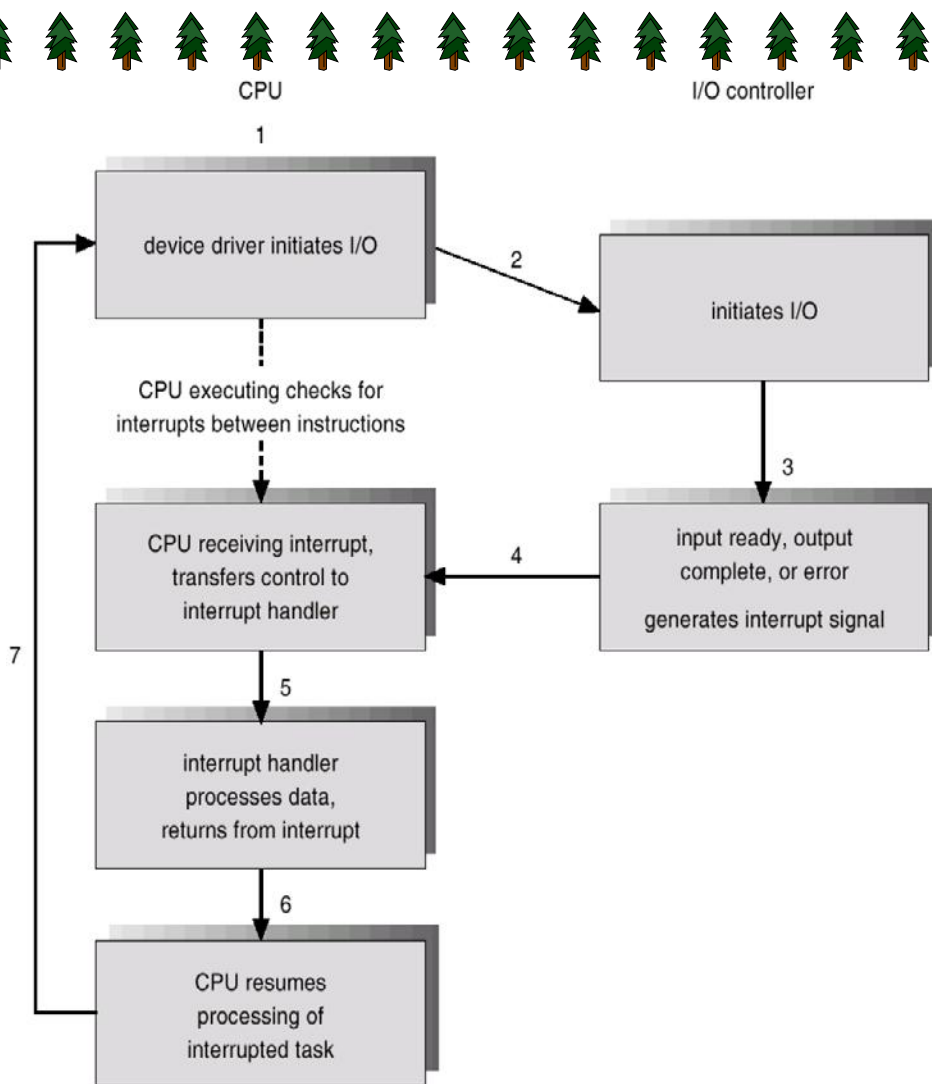 CPU
I/O controller
1
device driver initiates I/O
2
initiates I/O
CPU executing checks for
interrupts between instructions
3
CPU receiving interrupt,
transfers control to
interrupt handler
4
input ready, output
complete, or error
generates interrupt signal
7
5
interrupt handler
processes data,
returns from interrupt
6
CPU resumes
processing of
interrupted task